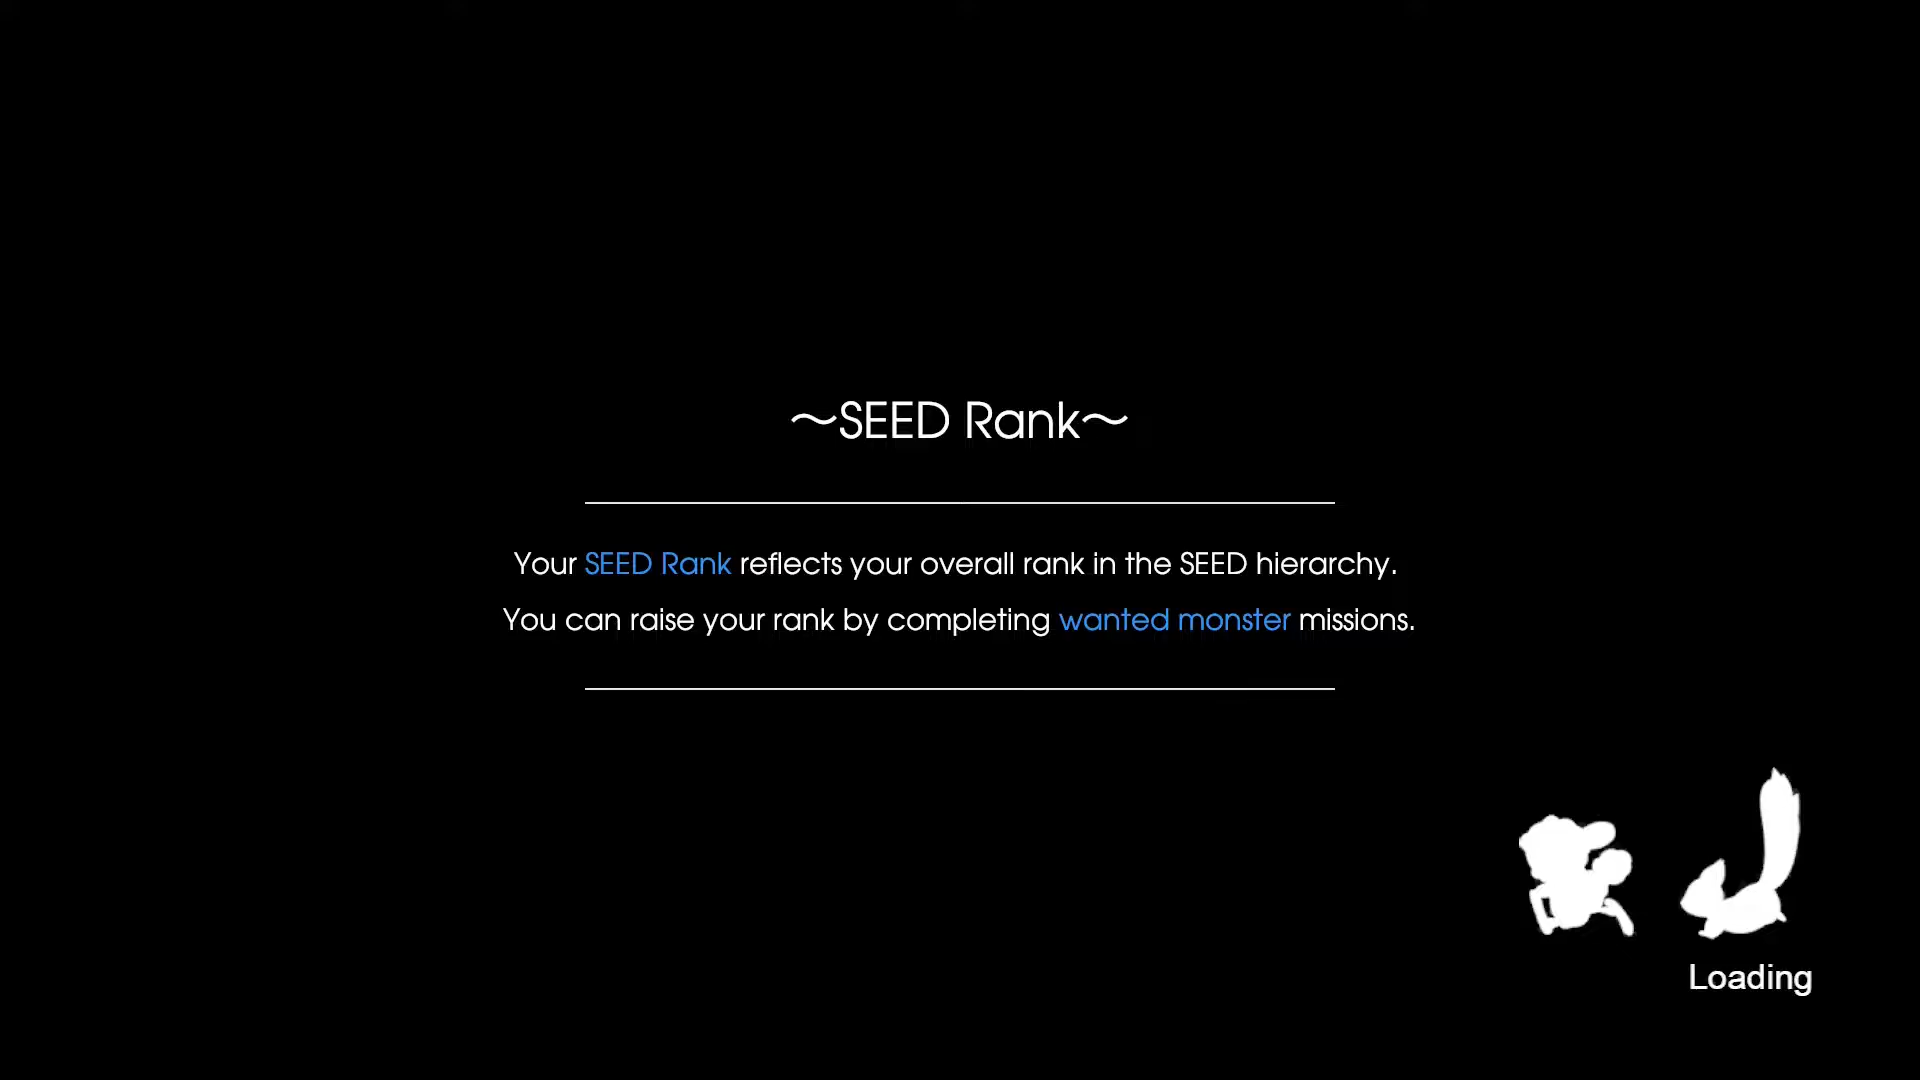 ～SEED Rank～
Your SEED Rank reflects your overall rank in the SEED hierarchy.
You can raise your rank by completing wanted monster missions.
Loading